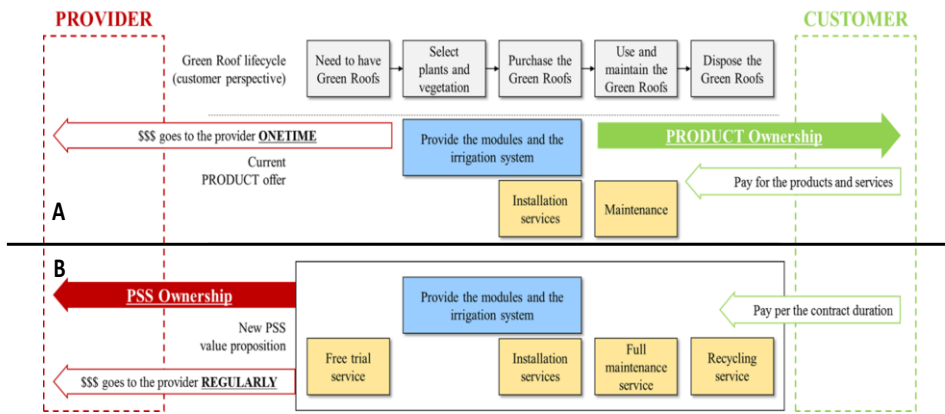 PROVIDER
CUSTOMER
Green Roof lifecycle
(customer perspective)
Need to have
Green Roofs
Select
plants and
vegetation
Purchase the
Green Roofs
Use and
maintain the
Green Roofs
Dispose the
Green Roofs
$$$ goes to the provider ONETIME
Provide the modules and the
irrigation system
PRODUCT Ownership
Current
PRODUCT offer
Pay for the products and services
Installation
services
Maintenance
A
B
PSS Ownership
Provide the modules and the
irrigation system
Pay per the contract duration
New PSS
value proposition
Free trial
service
Installation
services
Full
maintenance
service
Recycling
service
$$$ goes to the provider REGULARLY